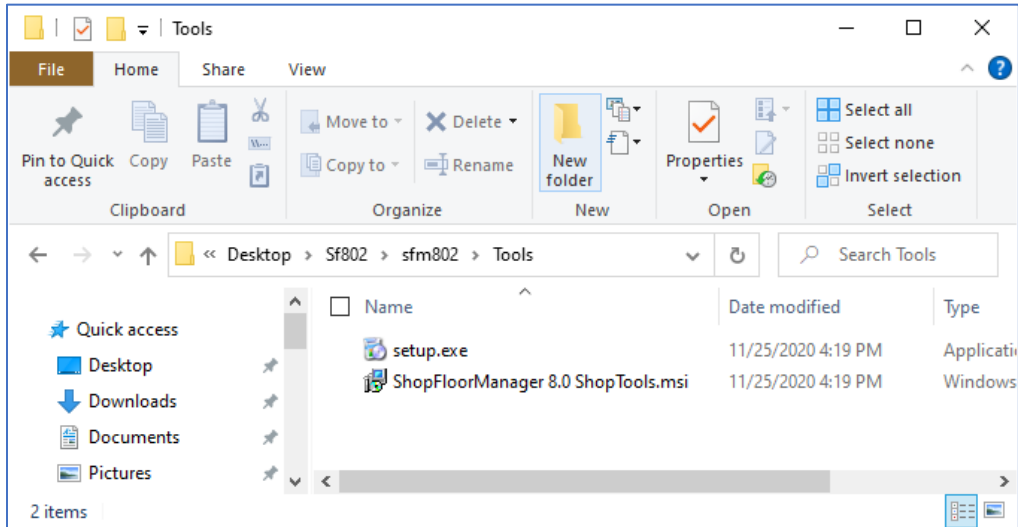 Tools
File Home Share View
Pin to Quick access Copy Paste
Move to Copy to Delete Rename
New folder
Properties
Select all
Select none
Invert selection
Clipboard Organize New Open Select
« Desktop > Sf802 > sfm802 > Tools Search Tools
Name Date modified Type
Quick access
Desktop
Downloads
Documents
Pictures
setup.exe 11/25/2020 4:19 PM Applicati
ShopFloorManager 8.0 ShopTools.msi 11/25/2020 4:19 PM Windows
2 items